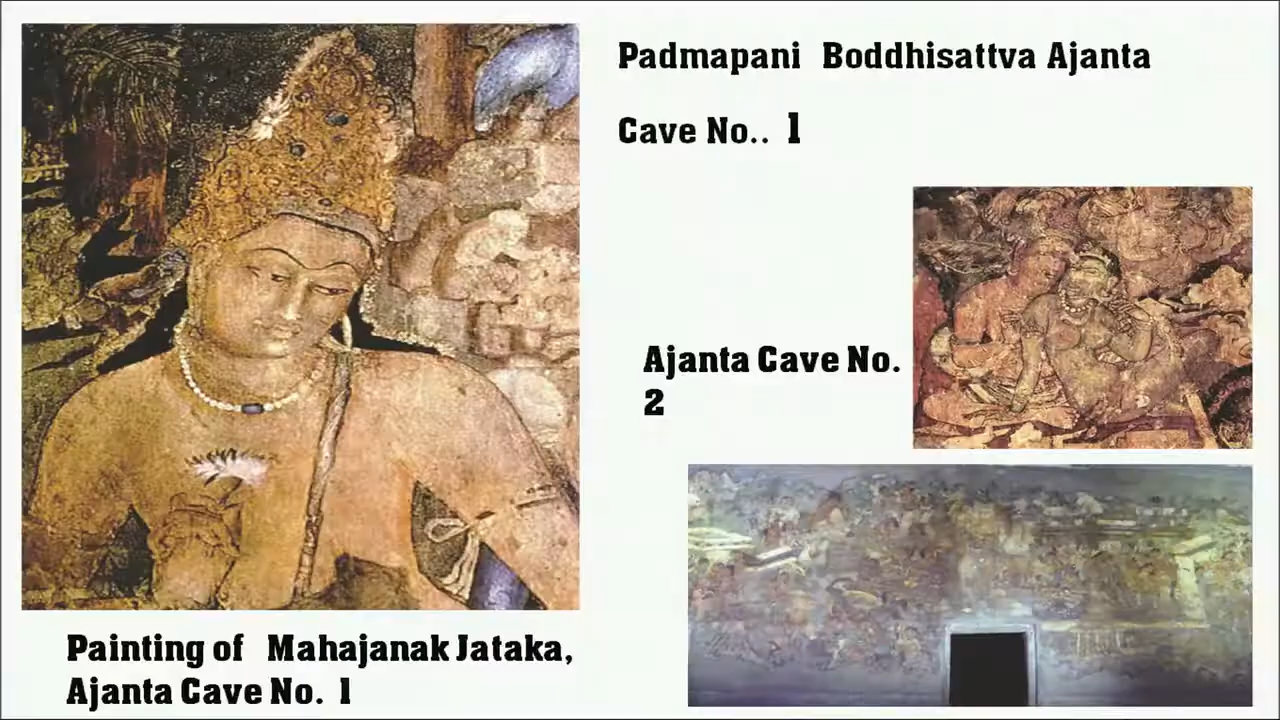 Padmapani Boddhisattva Ajanta
Cave No.. 1
Ajanta Cave No.
2
Painting of Mahajanak Jataka,
Ajanta Cave No. 1